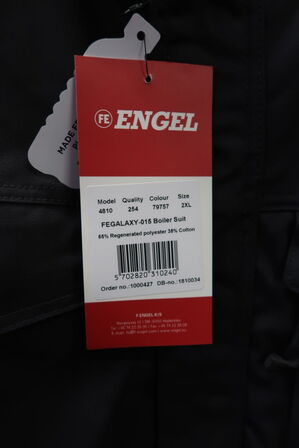 MADE F
FE ENGEL
Model Quality Colour Size
4810 254 79757 2XL
FEGALAXY-015 Boiler Suit
65% Regenerated polyester 35% Cotton
5 702820 310240
Order no.:1000427 DB-no.:1810034
F ENGEL K/S